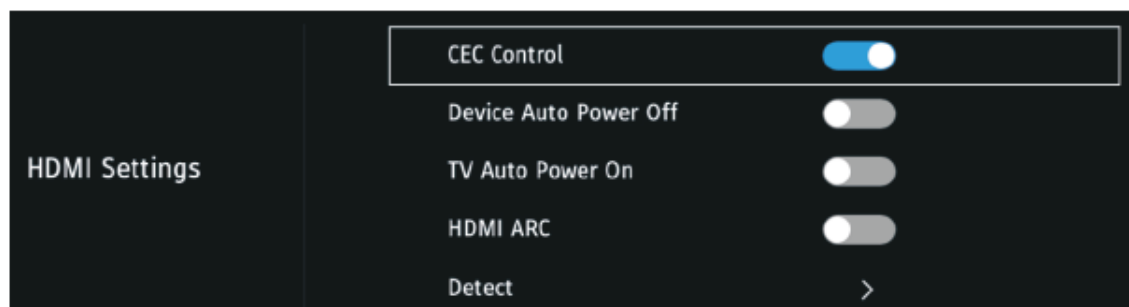 CEC Control
Device Auto Power Off
HDMI Settings
TV Auto Power On
HDMI ARC
Detect